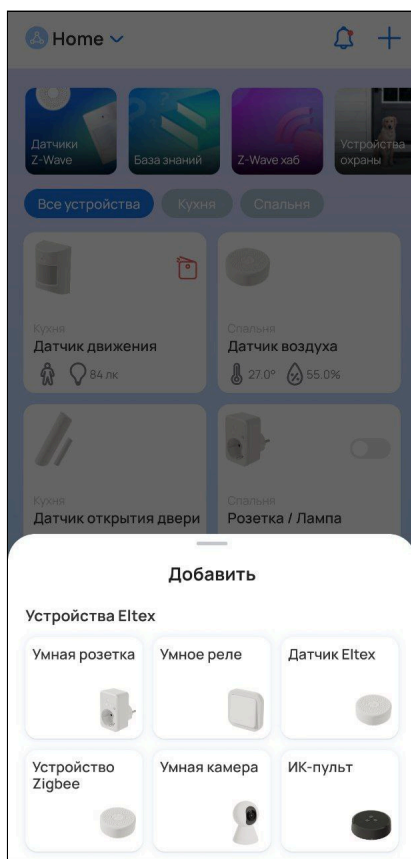 Home
Датчики
Z-Wave
База знаний
Z-Wave хаб
Устройства
охраны
Все устройства
Кухня
Спальня
Кухня
Датчик движения
84 лк
Спальня
Датчик воздуха
27.0° 55.0%
Кухня
Датчик открытия двери
Спальня
Розетка / Лампа
Добавить
Устройства Eltex
Умная розетка
Умное реле
Датчик Eltex
Устройство
Zigbee
Умная камера
ИК-пульт